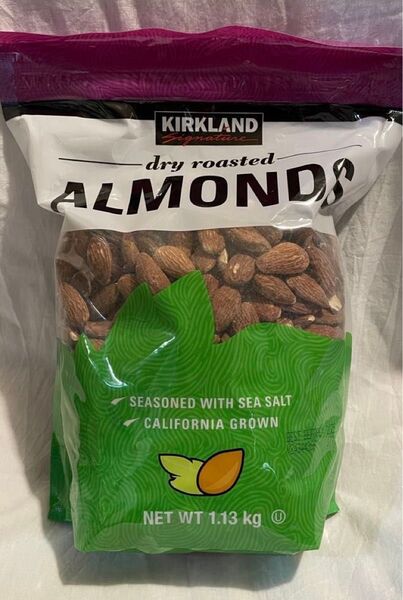 KIRKLAND
Signature
dry roasted
ALMONDS
SEASONED WITH SEA SALT
CALIFORNIA GROWN
NET WT 1.13 kg Ⓤ